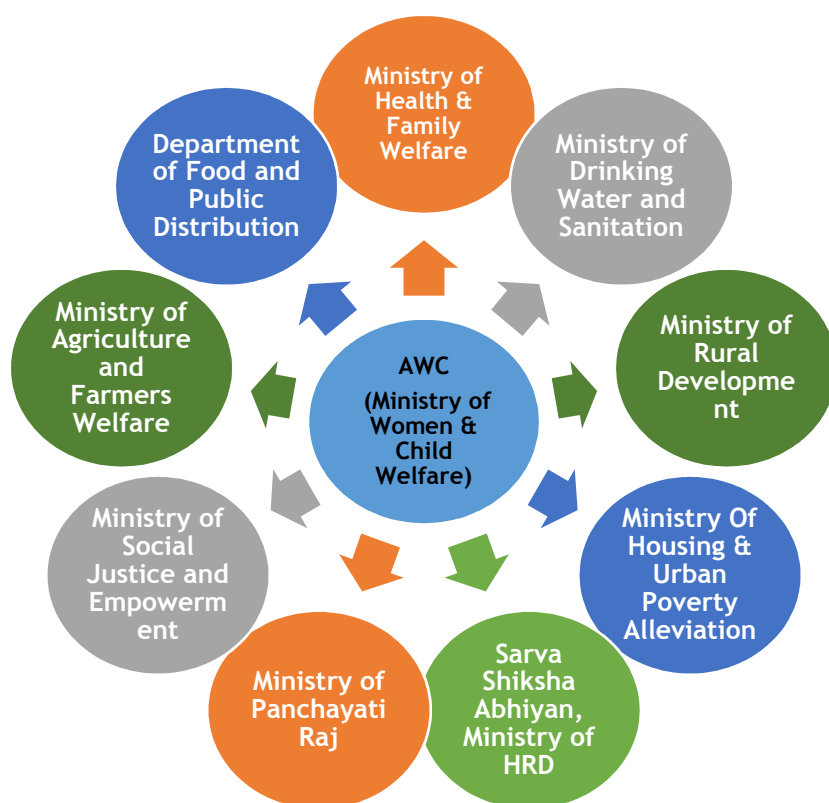 Ministry of
Health &
Family
Welfare
Ministry of
Drinking
Water and
Sanitation
Ministry of
Rural
Developme
nt
Ministry Of
Housing &
Urban
Poverty
Alleviation
Sarva
Shiksha
Abhiyan,
Ministry of
HRD
Ministry of
Panchayati
Raj
Ministry of
Social
Justice and
Empowerm
ent
Ministry of
Agriculture
and
Farmers
Welfare
Department
of Food and
Public
Distribution
AWC
(Ministry of
Women &
Child
Welfare)